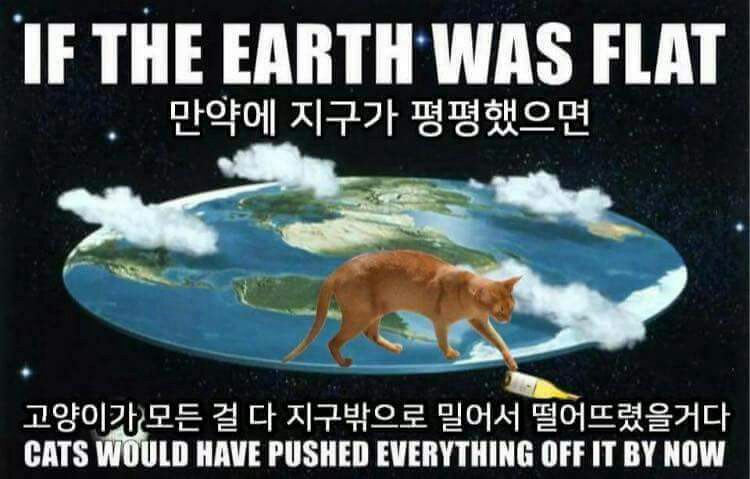 IF THE EARTH WAS FLAT
만약에 지구가 평평했으면
고양이가 모든 걸 다 지구밖으로 밀어서 떨어뜨렸을거다
CATS WOULD HAVE PUSHED EVERYTHING OFF IT BY NOW